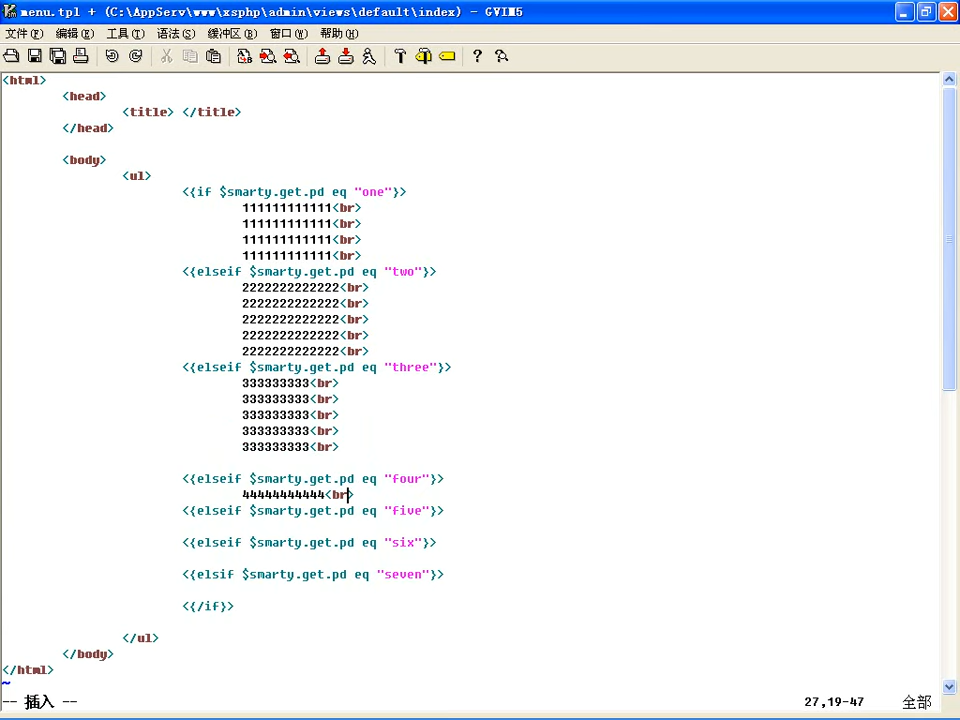 menu.tpl + (C:\AppServ\www\xsphp\admin\views\default\index) - GVIM5
文件(F) 编辑(E) 工具(T) 语法(S) 缓冲区(B) 窗口(W) 帮助(H)
<html>
<head>
<title> </title>
</head>
<body>
<ul>
<{if $smarty.get.pd eq "one"}>
111111111111<br>
111111111111<br>
111111111111<br>
111111111111<br>
<{elseif $smarty.get.pd eq "two"}>
2222222222222<br>
2222222222222<br>
2222222222222<br>
2222222222222<br>
2222222222222<br>
<{elseif $smarty.get.pd eq "three"}>
333333333<br>
333333333<br>
333333333<br>
333333333<br>
333333333<br>
<{elseif $smarty.get.pd eq "four"}>
44444444444<br>
<{elseif $smarty.get.pd eq "five"}>
<{elseif $smarty.get.pd eq "six"}>
<{elsif $smarty.get.pd eq "seven"}>
<{/if}>
</ul>
</body>
</html>
~
-- 插入 -- 27,19-47 全部